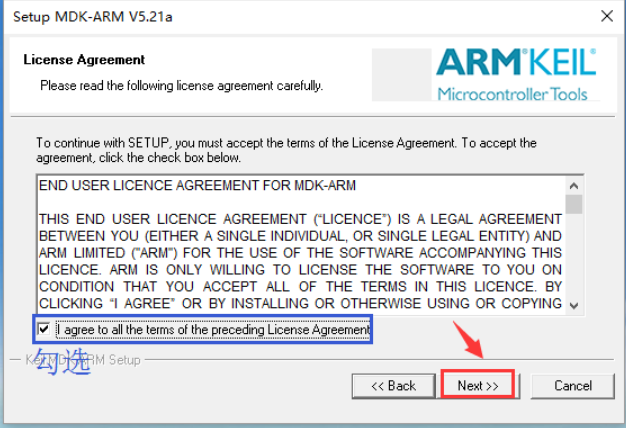 Setup MDK-ARM V5.21a
License Agreement
Please read the following license agreement carefully.
ARM®KEIL®
Microcontroller Tools
To continue with SETUP, you must accept the terms of the License Agreement. To accept the
agreement, click the check box below.
END USER LICENCE AGREEMENT FOR MDK-ARM
THIS END USER LICENCE AGREEMENT ("LICENCE") IS A LEGAL AGREEMENT
BETWEEN YOU (EITHER A SINGLE INDIVIDUAL, OR SINGLE LEGAL ENTITY) AND
ARM LIMITED ("ARM") FOR THE USE OF THE SOFTWARE ACCOMPANYING THIS
LICENCE. ARM IS ONLY WILLING TO LICENSE THE SOFTWARE TO YOU ON
CONDITION THAT YOU ACCEPT ALL OF THE TERMS IN THIS LICENCE. BY
CLICKING "I AGREE" OR BY INSTALLING OR OTHERWISE USING OR COPYING
I agree to all the terms of the preceding License Agreement
Keil MDK-ARM Setup
勾选
<< Back
Next >>
Cancel